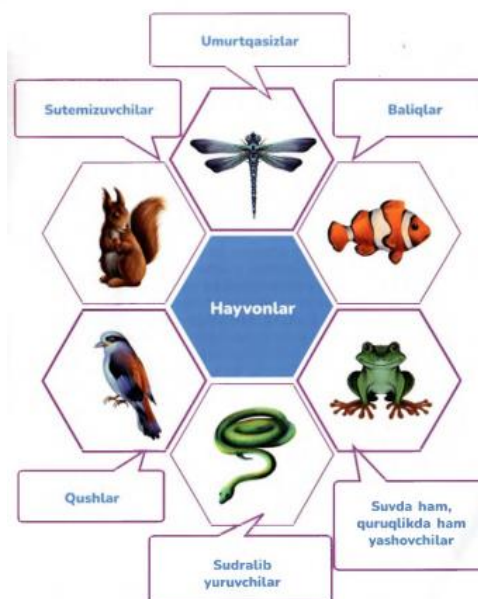 Umurtqasizlar
Sutemizuvchilar
Baliqlar
Hayvonlar
Qushlar
Suvda ham,
quruqlikda ham
yashovchilar
Sudralib
yuruvchilar